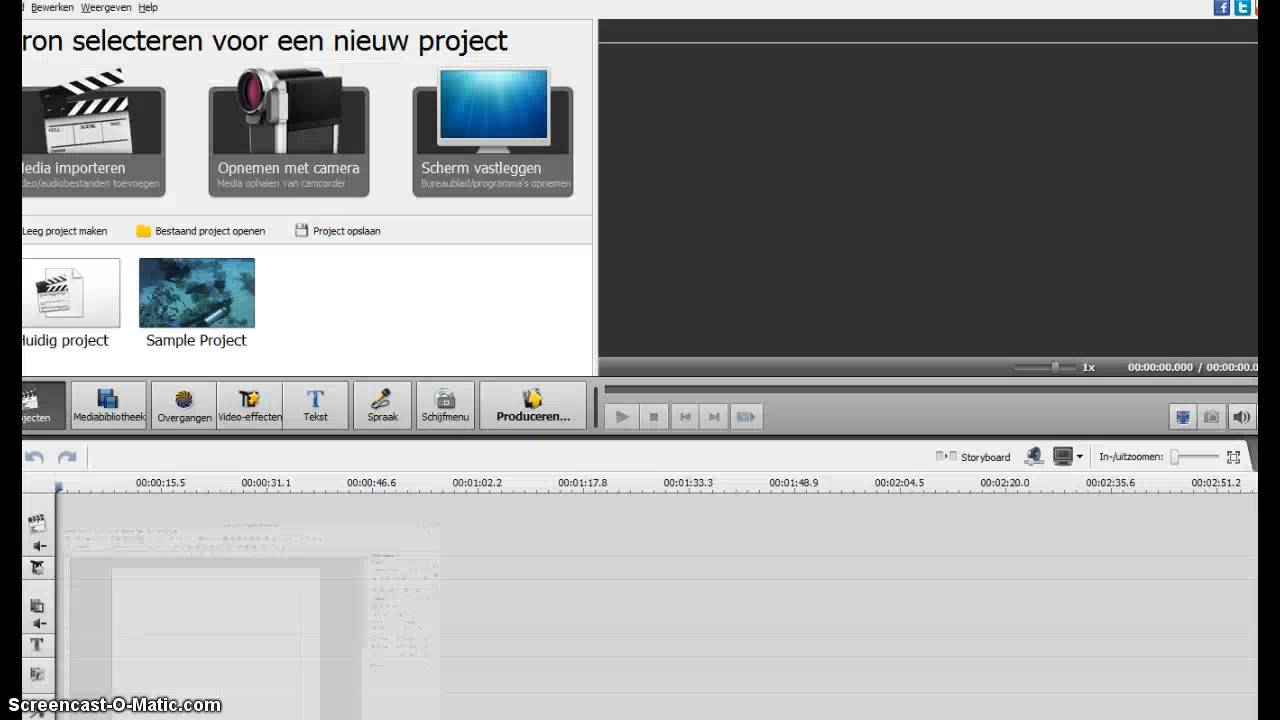 Bewerken Weergeven Help
ron selecteren voor een nieuw project
ROLL SCENE TAKE
edia importeren
deo/audiobestanden toevoegen
Opnemen met camera
Media ophalen van camcorder
Scherm vastleggen
Bureaublad/programma's opnemen
Leeg project maken
Bestaand project openen
Project opslaan
Huidig project
Sample Project
1x
00:00:00.000 / 00:00:00.0
jecten
Mediabibliotheek
Overgangen
Video-effecten
Tekst
Spraak
Schijfmenu
Produceren...
Storyboard
In-/uitzoomen:
00:00:15.5 00:00:31.1 00:00:46.6 00:01:02.2 00:01:17.8 00:01:33.3 00:01:48.9 00:02:04.5 00:02:20.0 00:02:35.6 00:02:51.2
Screencast-O-Matic.com